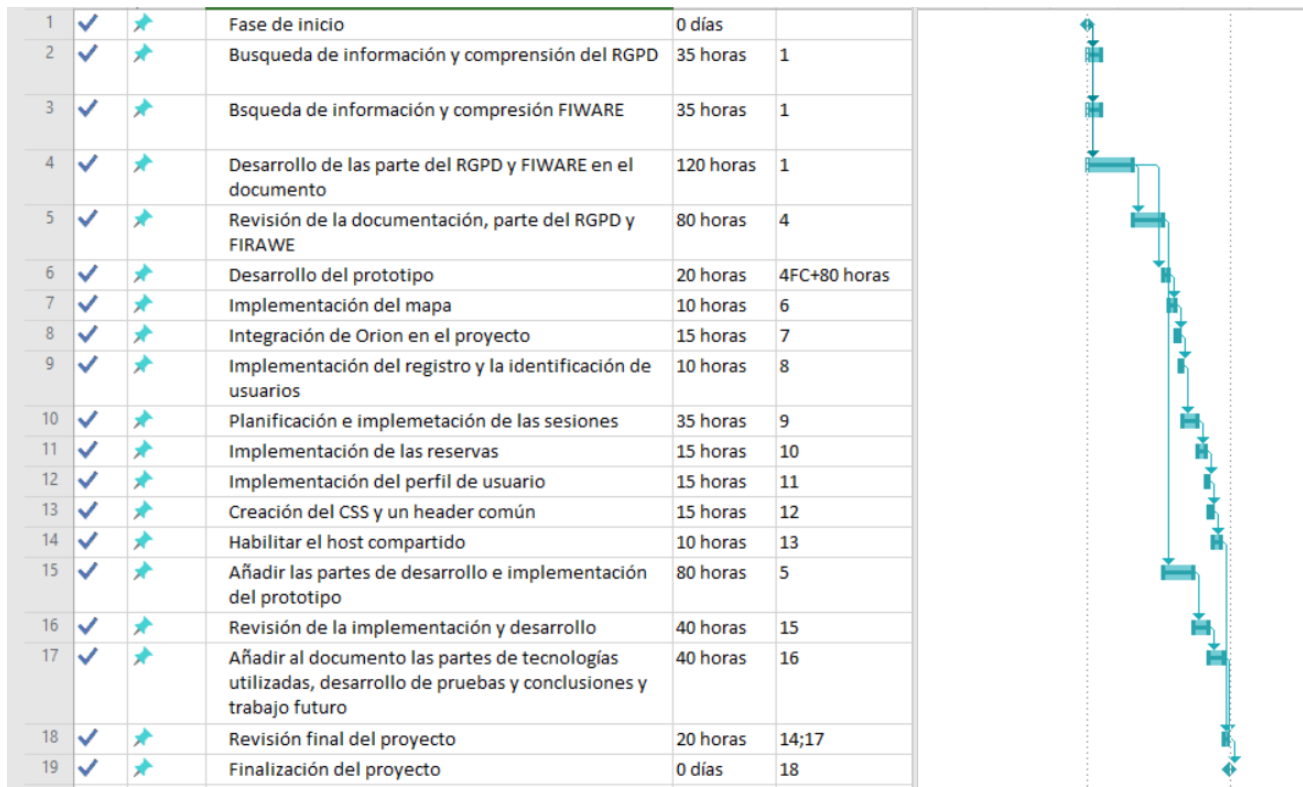 1 Fase de inicio 0 días
2 Busqueda de información y comprensión del RGPD 35 horas 1
3 Bsqueda de información y compresión FIWARE 35 horas 1
4 Desarrollo de las parte del RGPD y FIWARE en el 120 horas 1
documento
5 Revisión de la documentación, parte del RGPD y 80 horas 4
FIRAWE
6 Desarrollo del prototipo 20 horas 4FC+80 horas
7 Implementación del mapa 10 horas 6
8 Integración de Orion en el proyecto 15 horas 7
9 Implementación del registro y la identificación de 10 horas 8
usuarios
10 Planificación e implemetación de las sesiones 35 horas 9
11 Implementación de las reservas 15 horas 10
12 Implementación del perfil de usuario 15 horas 11
13 Creación del CSS y un header común 15 horas 12
14 Habilitar el host compartido 10 horas 13
15 Añadir las partes de desarrollo e implementación 80 horas 5
del prototipo
16 Revisión de la implementación y desarrollo 40 horas 15
17 Añadir al documento las partes de tecnologías 40 horas 16
utilizadas, desarrollo de pruebas y conclusiones y
trabajo futuro
18 Revisión final del proyecto 20 horas 14;17
19 Finalización del proyecto 0 días 18